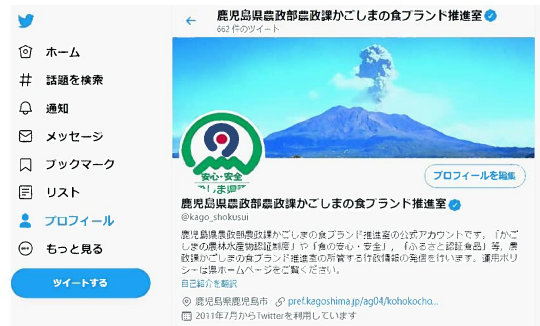 鹿児島県農政部農政課かごしまの食ブランド推進室
662 件のツイート
ホーム
話題を検索
通知
メッセージ
ブックマーク
リスト
プロフィール
もっと見る
ツイートする
安心・安全
プロフィールを編集
鹿児島県農政部農政課かごしまの食ブランド推進室
@kago_shokusui
鹿児島県農政部農政課かごしまの食ブランド推進室の公式アカウントです。「かご
しまの農林水産物認証制度」や「食の安心・安全」，「ふるさと認証食品」等，農
政課かごしまの食ブランド推進室の所管する行政情報の発信を行います。運用ポリ
シーは県ホームページをご覧ください。
自己紹介を翻訳
鹿児島県鹿児島市 pref.kagoshima.jp/ag04/kohokocho...
2011年7月からTwitterを利用しています